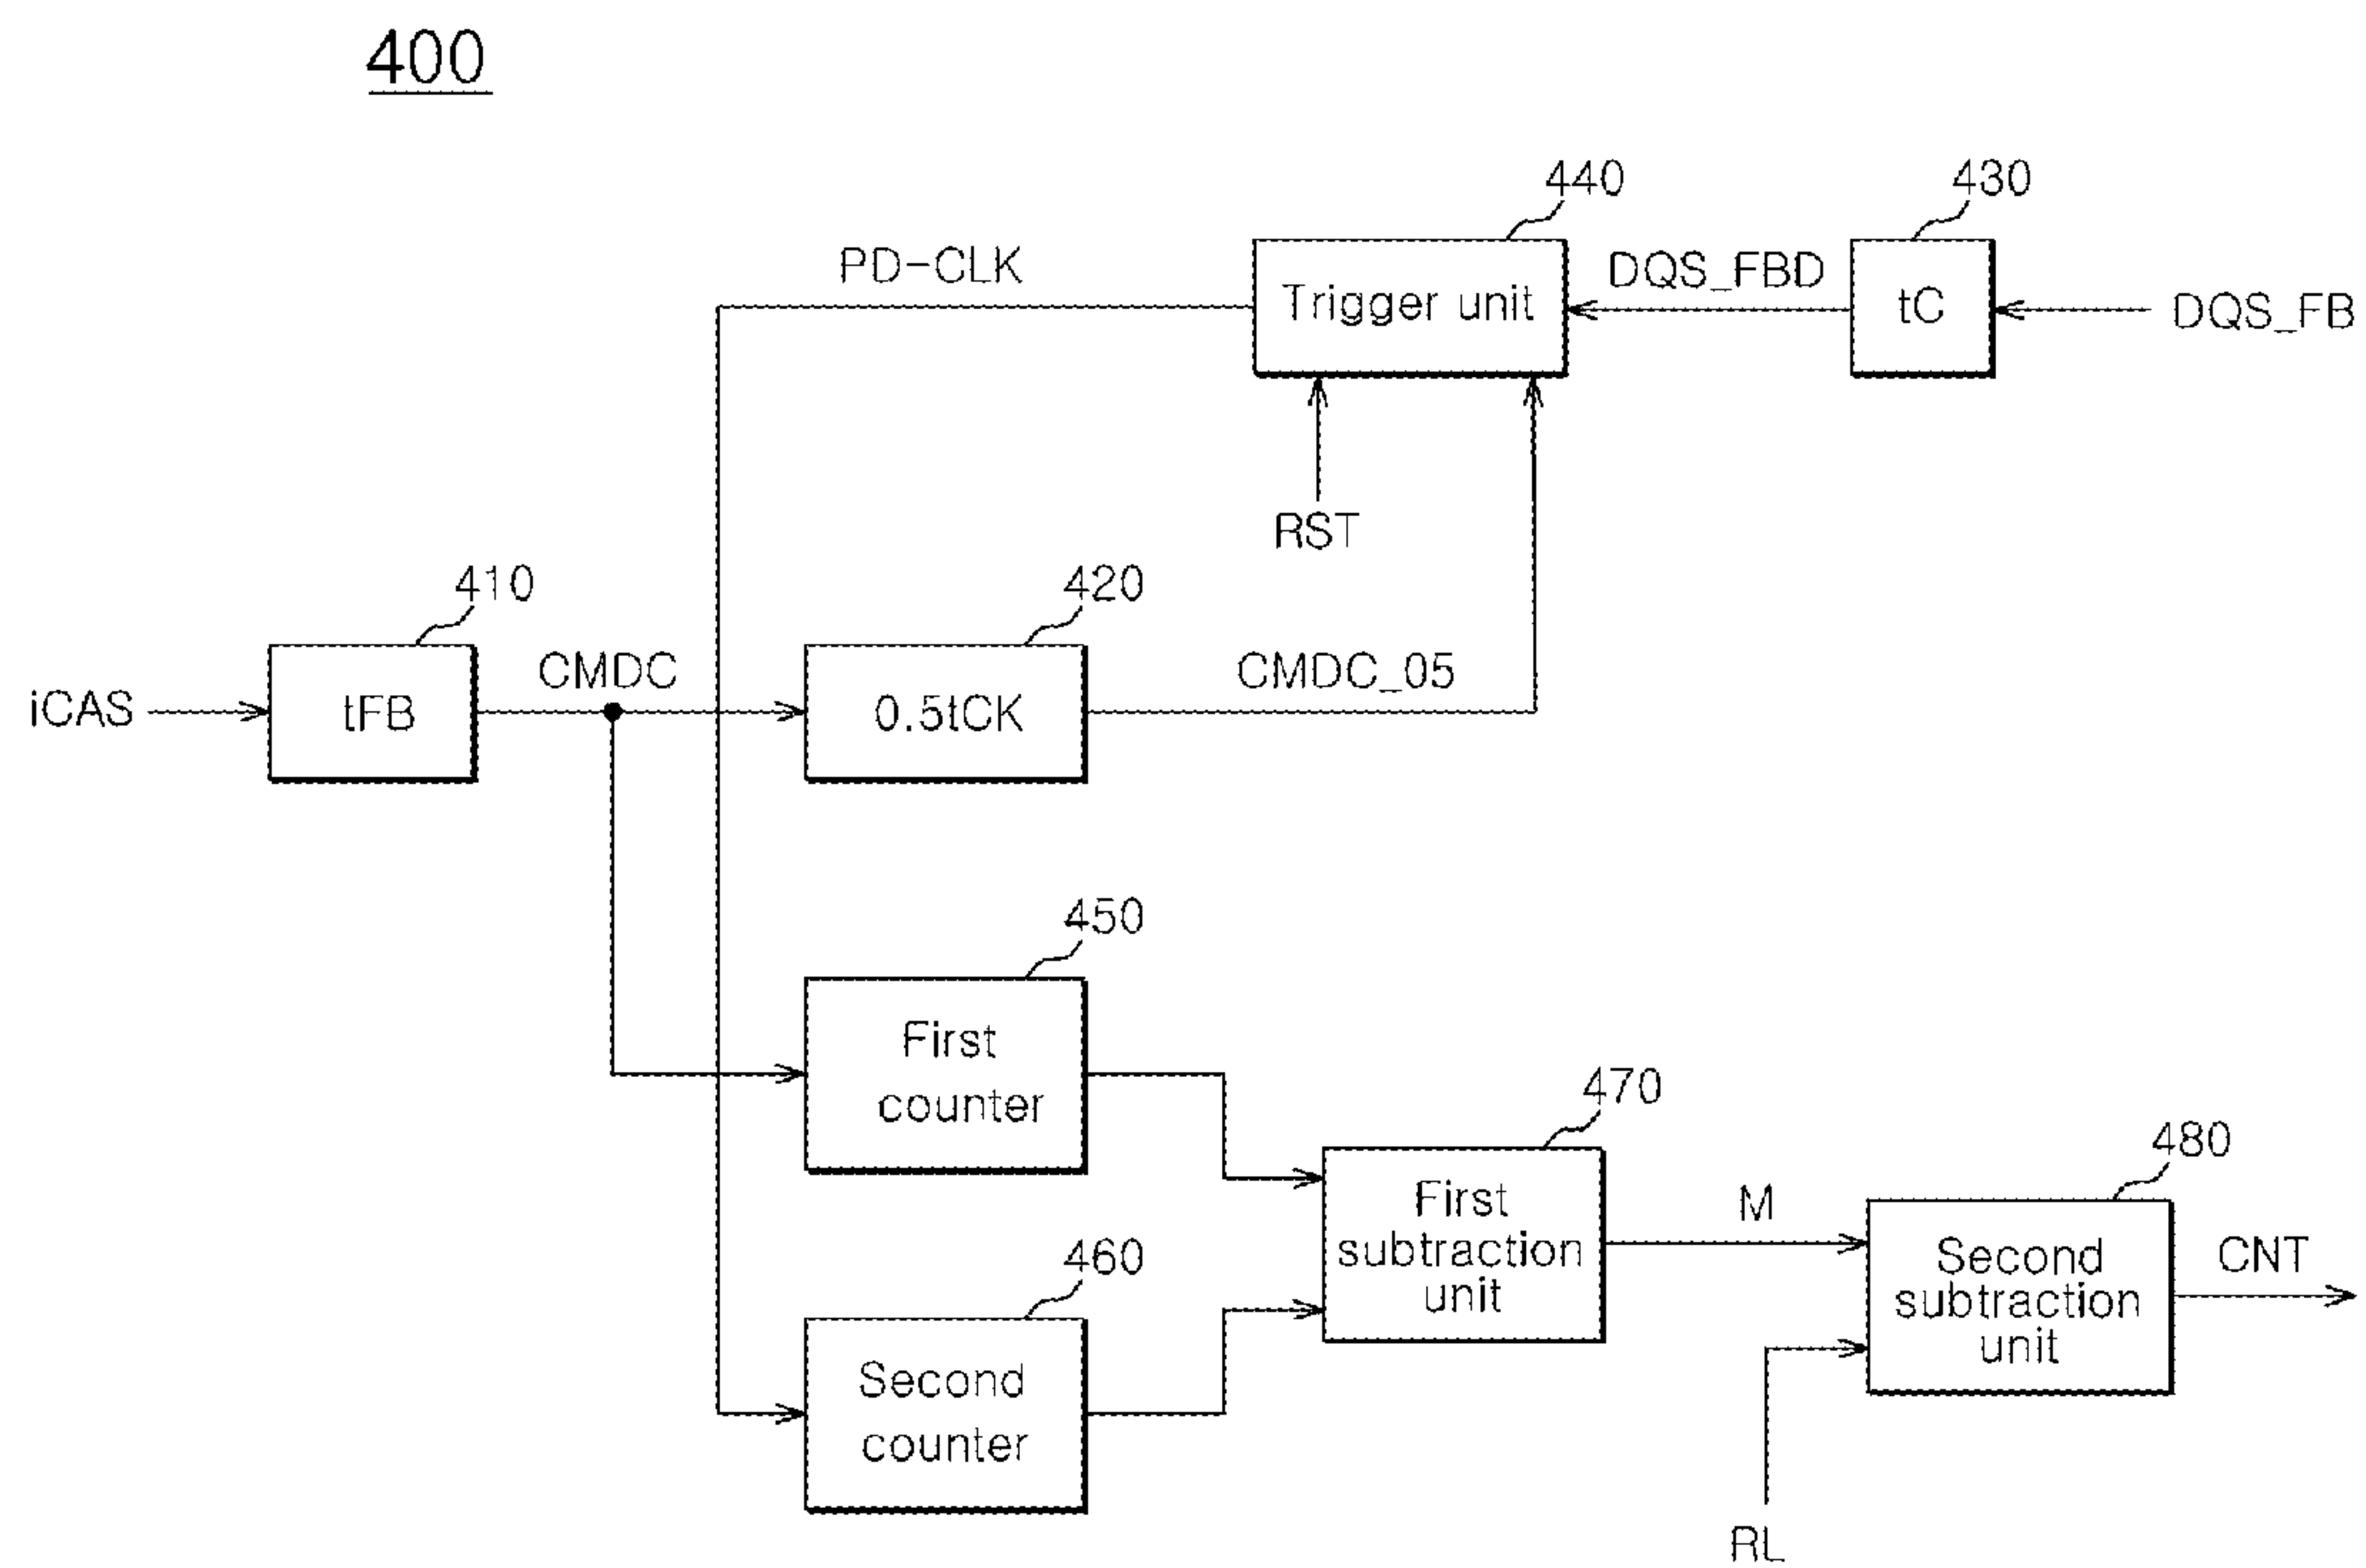 400
440
430
PD-CLK
Trigger unit
DQS_FBD
tC
DQS_FB
RST
410
420
iCAS
tFB
CMDC
0.5tCK
CMDC_05
450
First
counter
470
480
460
First
subtraction
unit
M
Second
subtraction
unit
CNT
Second
counter
RL